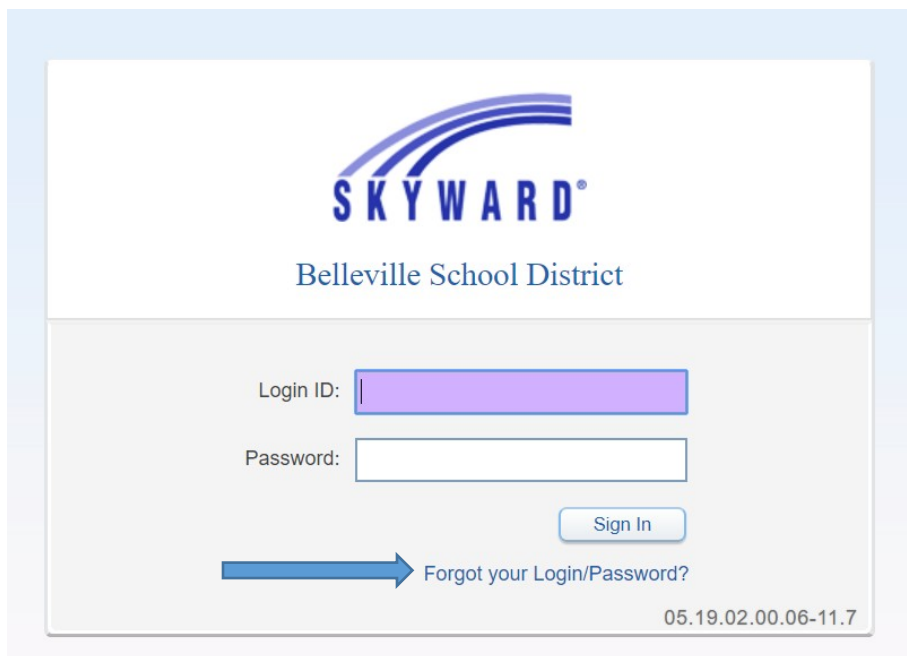 SKYWARD®
Belleville School District
Login ID:
Password:
Sign In
Forgot your Login/Password?
05.19.02.00.06-11.7